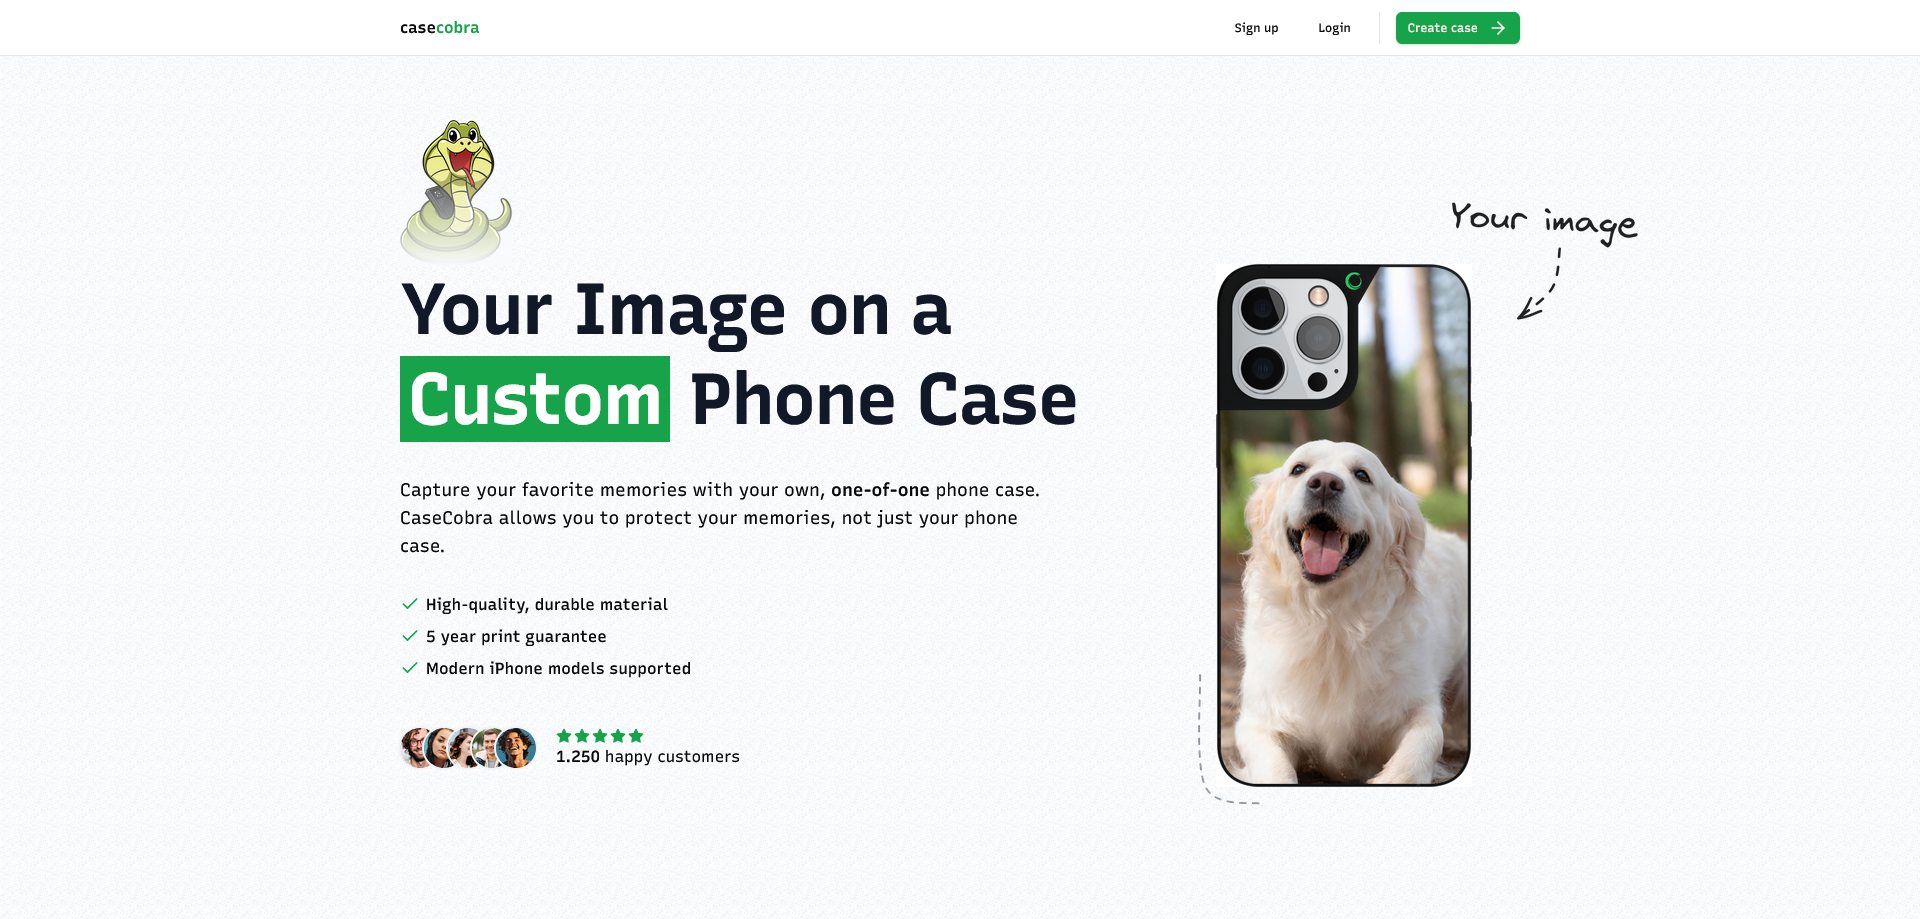 casecobra
Sign up
Login
Create case
Your image
Your Image on a
Custom Phone Case
Capture your favorite memories with your own, one-of-one phone case.
CaseCobra allows you to protect your memories, not just your phone
case.
High-quality, durable material
5 year print guarantee
Modern iPhone models supported
1.250 happy customers